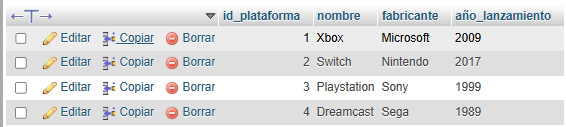 id_plataforma nombre fabricante año_lanzamiento
Editar Copiar Borrar 1 Xbox Microsoft 2009
Editar Copiar Borrar 2 Switch Nintendo 2017
Editar Copiar Borrar 3 Playstation Sony 1999
Editar Copiar Borrar 4 Dreamcast Sega 1989